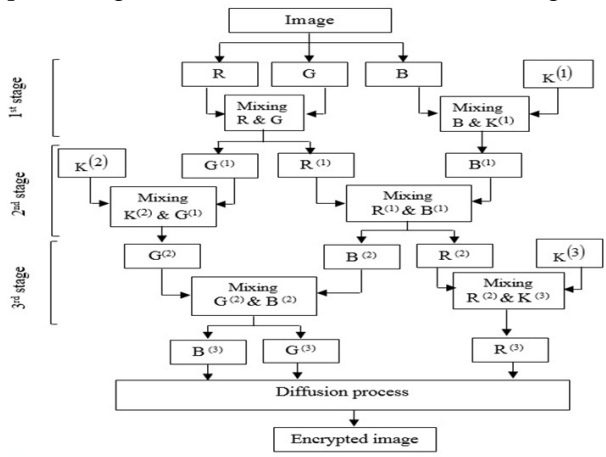 Image
R
G
B
K(1)
1st stage
Mixing
R & G
Mixing
B & K(1)
K(2)
G(1)
R(1)
B(1)
2nd stage
Mixing
K(2) & G(1)
Mixing
R(1) & B(1)
G(2)
B(2)
R(2)
K(3)
3rd stage
Mixing
G(2) & B(2)
Mixing
R(2) & K(3)
B(3)
G(3)
R(3)
Diffusion process
Encrypted image